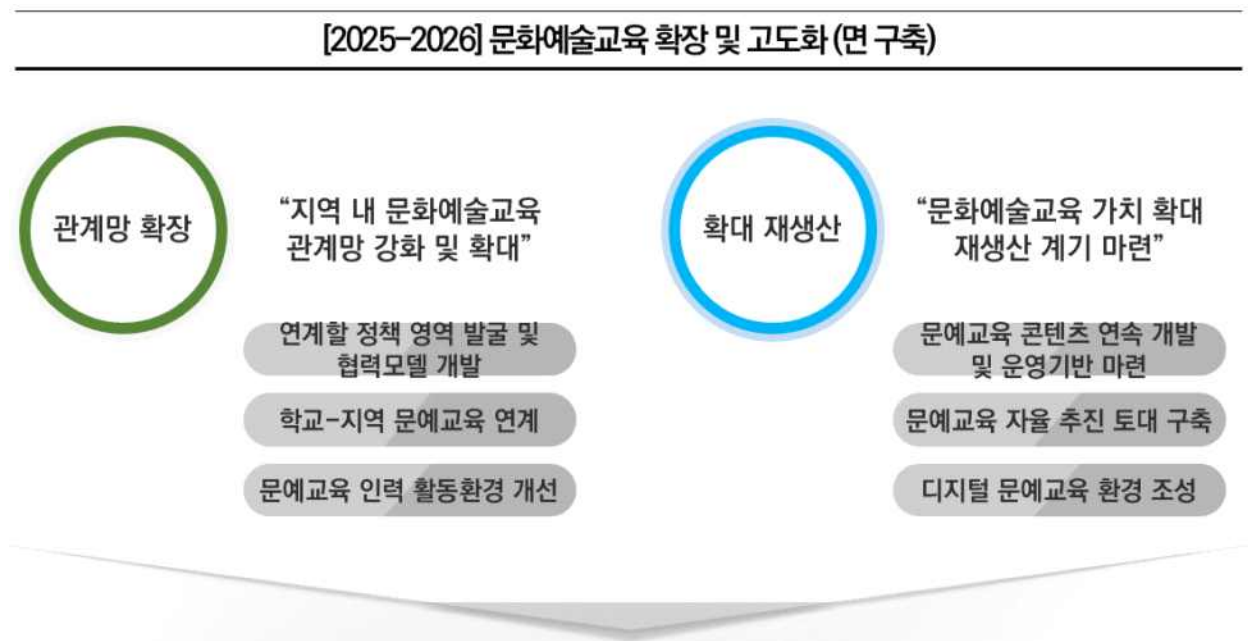 [2025-2026] 문화예술교육 확장 및 고도화 (면 구축)
관계망 확장
“지역 내 문화예술교육
관계망 강화 및 확대”
연계할 정책 영역 발굴 및
협력모델 개발
학교-지역 문예교육 연계
문예교육 인력 활동환경 개선
확대 재생산
“문화예술교육 가치 확대
재생산 계기 마련”
문예교육 콘텐츠 연속 개발
및 운영기반 마련
문예교육 자율 추진 토대 구축
디지털 문예교육 환경 조성